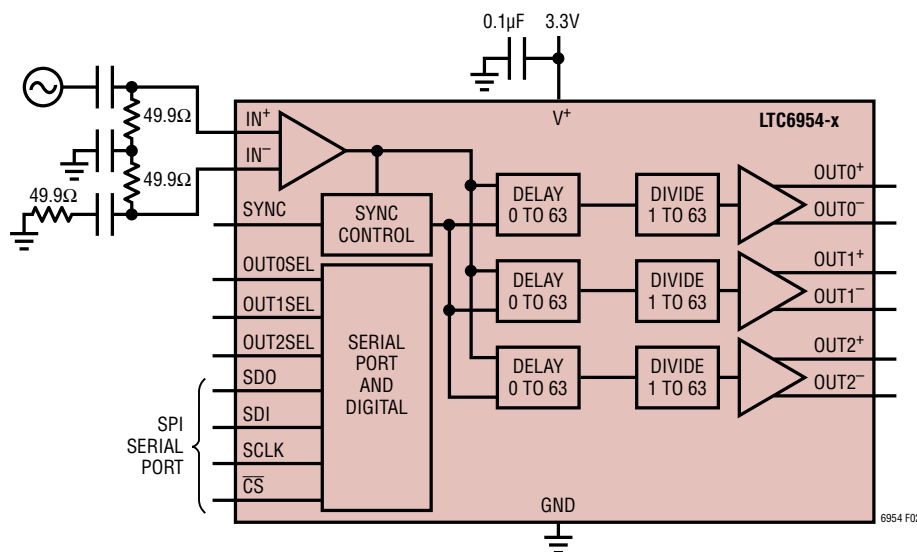 0.1µF 3.3V
49.9Ω
49.9Ω
49.9Ω
V⁺
LTC6954-x
IN⁺
IN⁻
SYNC
SYNC
CONTROL
OUT0SEL
OUT1SEL
OUT2SEL
SDO
SDI
SCLK
C̅S̅
SPI
SERIAL
PORT
SERIAL
PORT
AND
DIGITAL
DELAY
0 TO 63
DIVIDE
1 TO 63
OUT0⁺
OUT0⁻
DELAY
0 TO 63
DIVIDE
1 TO 63
OUT1⁺
OUT1⁻
DELAY
0 TO 63
DIVIDE
1 TO 63
OUT2⁺
OUT2⁻
GND